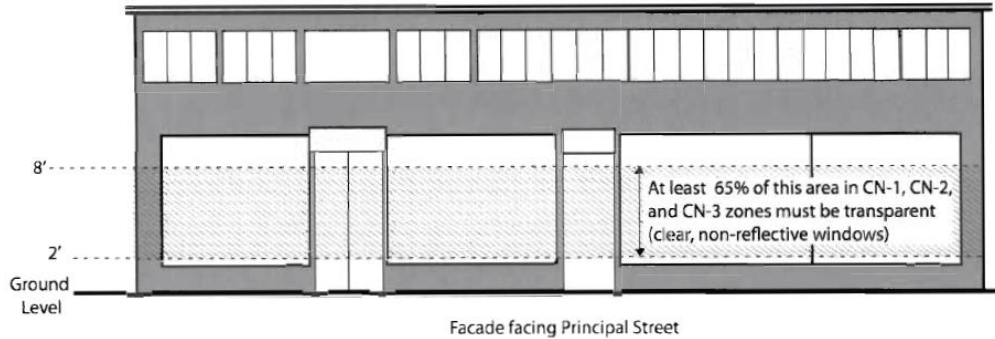 8'
At least 65% of this area in CN-1, CN-2,
and CN-3 zones must be transparent
(clear, non-reflective windows)
2'
Ground
Level
Facade facing Principal Street